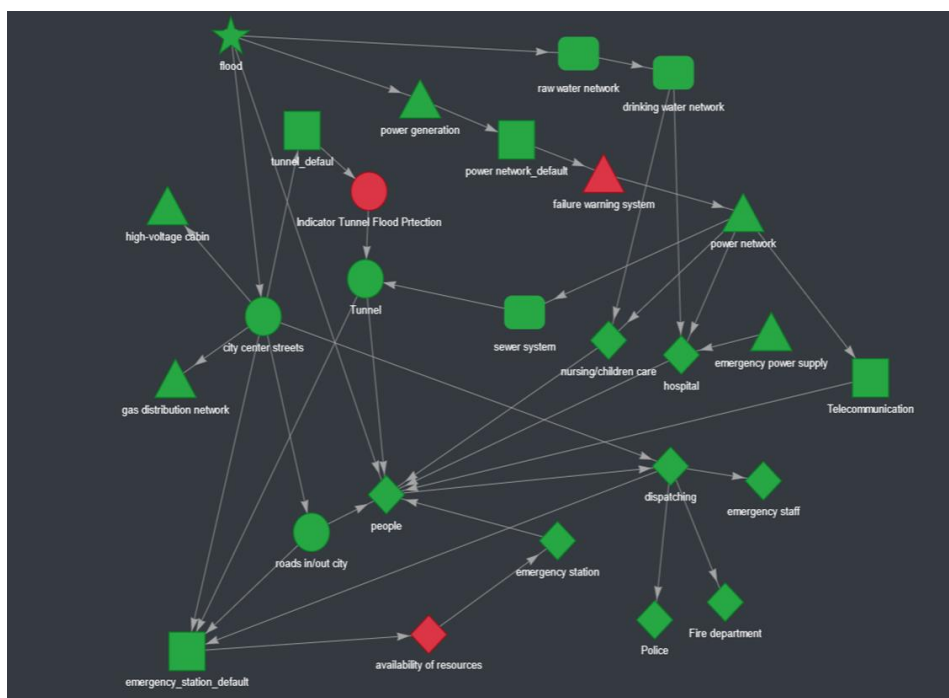 flood
raw water network
drinking water network
power generation
tunnel_defaul
power network_default
failure warning system
Indicator Tunnel Flood Prtection
high-voltage cabin
power network
Tunnel
city center streets
sewer system
nursing/children care
emergency power supply
hospital
gas distribution network
Telecommunication
dispatching
emergency staff
people
roads in/out city
emergency station
Fire department
Police
availability of resources
emergency_station_default